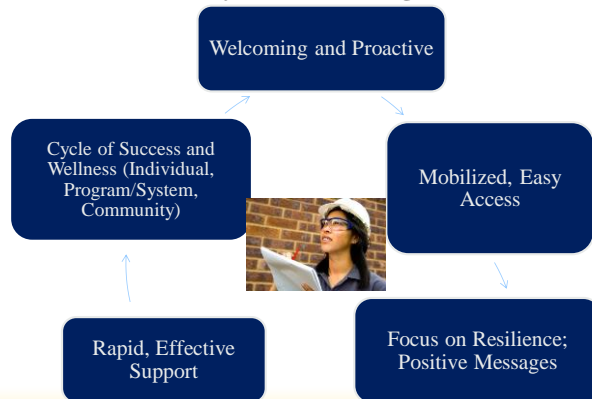 Welcoming and Proactive
Mobilized, Easy
Access
Focus on Resilience;
Positive Messages
Rapid, Effective
Support
Cycle of Success and
Wellness (Individual,
Program/System,
Community)